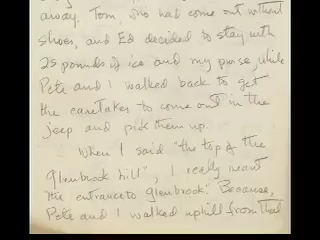 away. Tom, who had come out without
shoes, and Ed decided to stay with
25 pounds of ice and my purse, while
Pete and I walked back to get
the caretaker to come out in the
jeep and pick them up.
When I said "the top of the
Glenbrook hill", I really meant
"the entrance to Glenbrook." Because,
Pete and I walked uphill from that